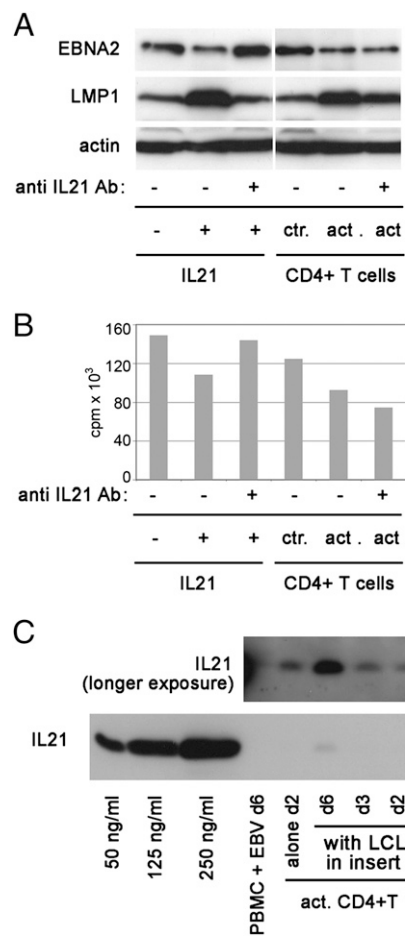 A
EBNA2
LMP1
actin
anti IL21 Ab: - - + - - +
- + + ctr. act . act
IL21 CD4+ T cells
B
cpm x 10³
160
120
80
40
0
anti IL21 Ab: - - + - - +
- + + ctr. act . act
IL21 CD4+ T cells
C
IL21
(longer exposure)
IL21
50 ng/ml
125 ng/ml
250 ng/ml
PBMC + EBV d6
alone d2
d6
d3
d2
with LCL
in insert
act. CD4+T